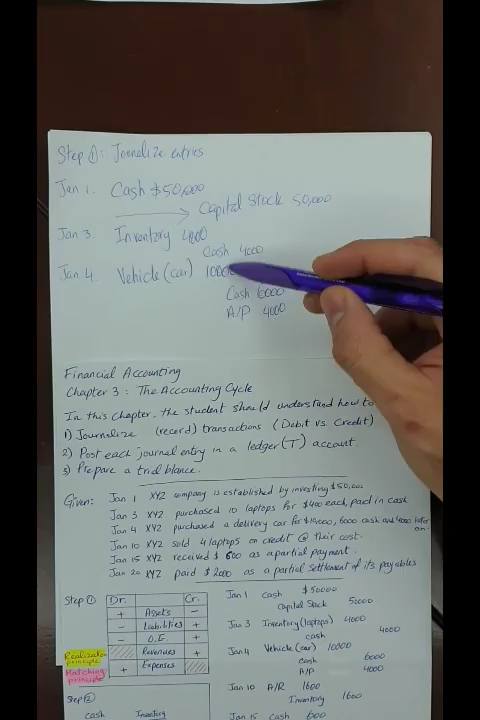 Step ①: Jornalize entries
Jan 1. Cash $50,000
Capital Stock 50,000
Jan 3. Inventory 4000
Cash 4000
Jan 4. Vehicle (car) 10000
Cash 6000
A/P 4000
Financial Accounting
Chapter 3: The Accounting Cycle
In this chapter, the student should understand how to
1) Journalize (record) transactions (Debit vs. Credit)
2) Post each journal entry in a ledger (T) account.
3) Prepare a trial blance.
Given: Jan 1 XYZ company is established by investing $50,000
Jan 3 XYZ purchased 10 laptops for $400 each, paid in cash
Jan 4 XYZ purchased a delivery car for $10,000, 6000 cash and 4000 later on.
Jan 10 XYZ sold 4 laptops on credit @ their cost.
Jan 15 XYZ received $600 as a partial payment.
Jan 20 XYZ paid $2000 as a partial settlement of its payables
Step ①
Dr. Cr.
+ Assets -
- Liabilities +
- O.E. +
Revenues +
+ Expenses
Realization principle
Matching principle
Jan 1 Cash $50000
Capital Stock 50000
Jan 3 Inventory (laptops) 4000
cash 4000
Jan 4 Vehicle (car) 10000
cash 6000
A/P 4000
Jan 10 A/R 1600
Inventory 1600
Jan 15 Cash 600
Step ②
cash Inventory